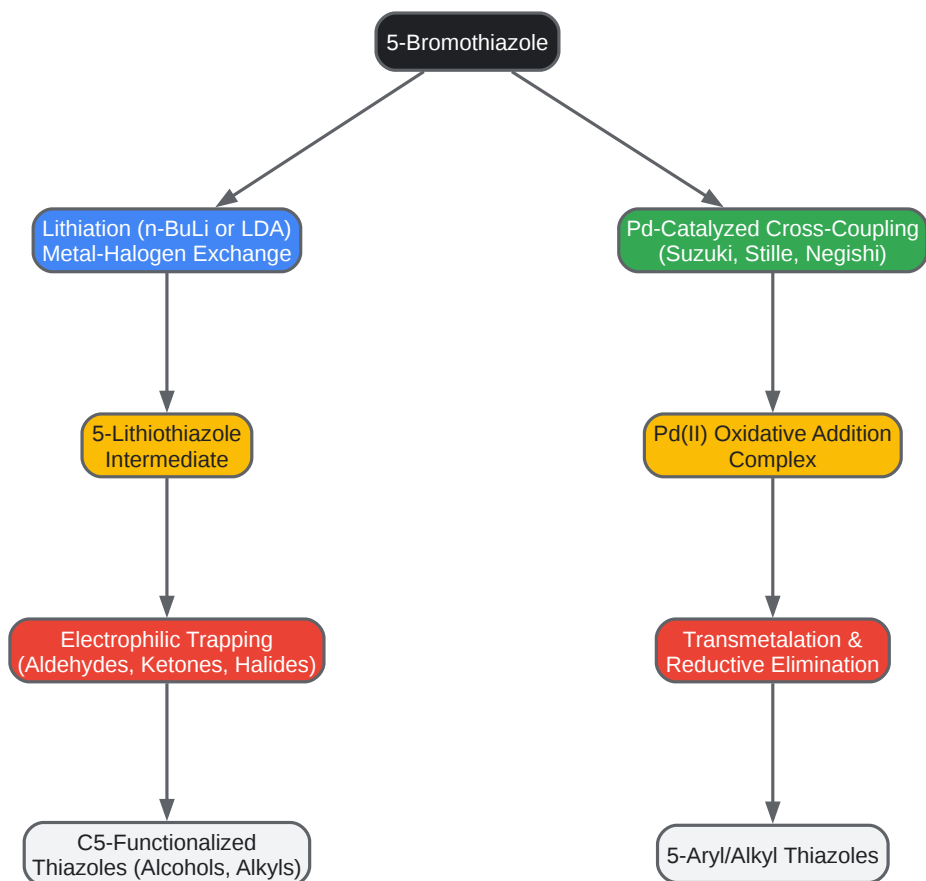 5-Bromothiazole
Lithiation (n-BuLi or LDA)
Metal-Halogen Exchange
Pd-Catalyzed Cross-Coupling
(Suzuki, Stille, Negishi)
5-Lithiothiazole
Intermediate
Pd(II) Oxidative Addition
Complex
Electrophilic Trapping
(Aldehydes, Ketones, Halides)
Transmetalation &
Reductive Elimination
C5-Functionalized
Thiazoles (Alcohols, Alkyls)
5-Aryl/Alkyl Thiazoles